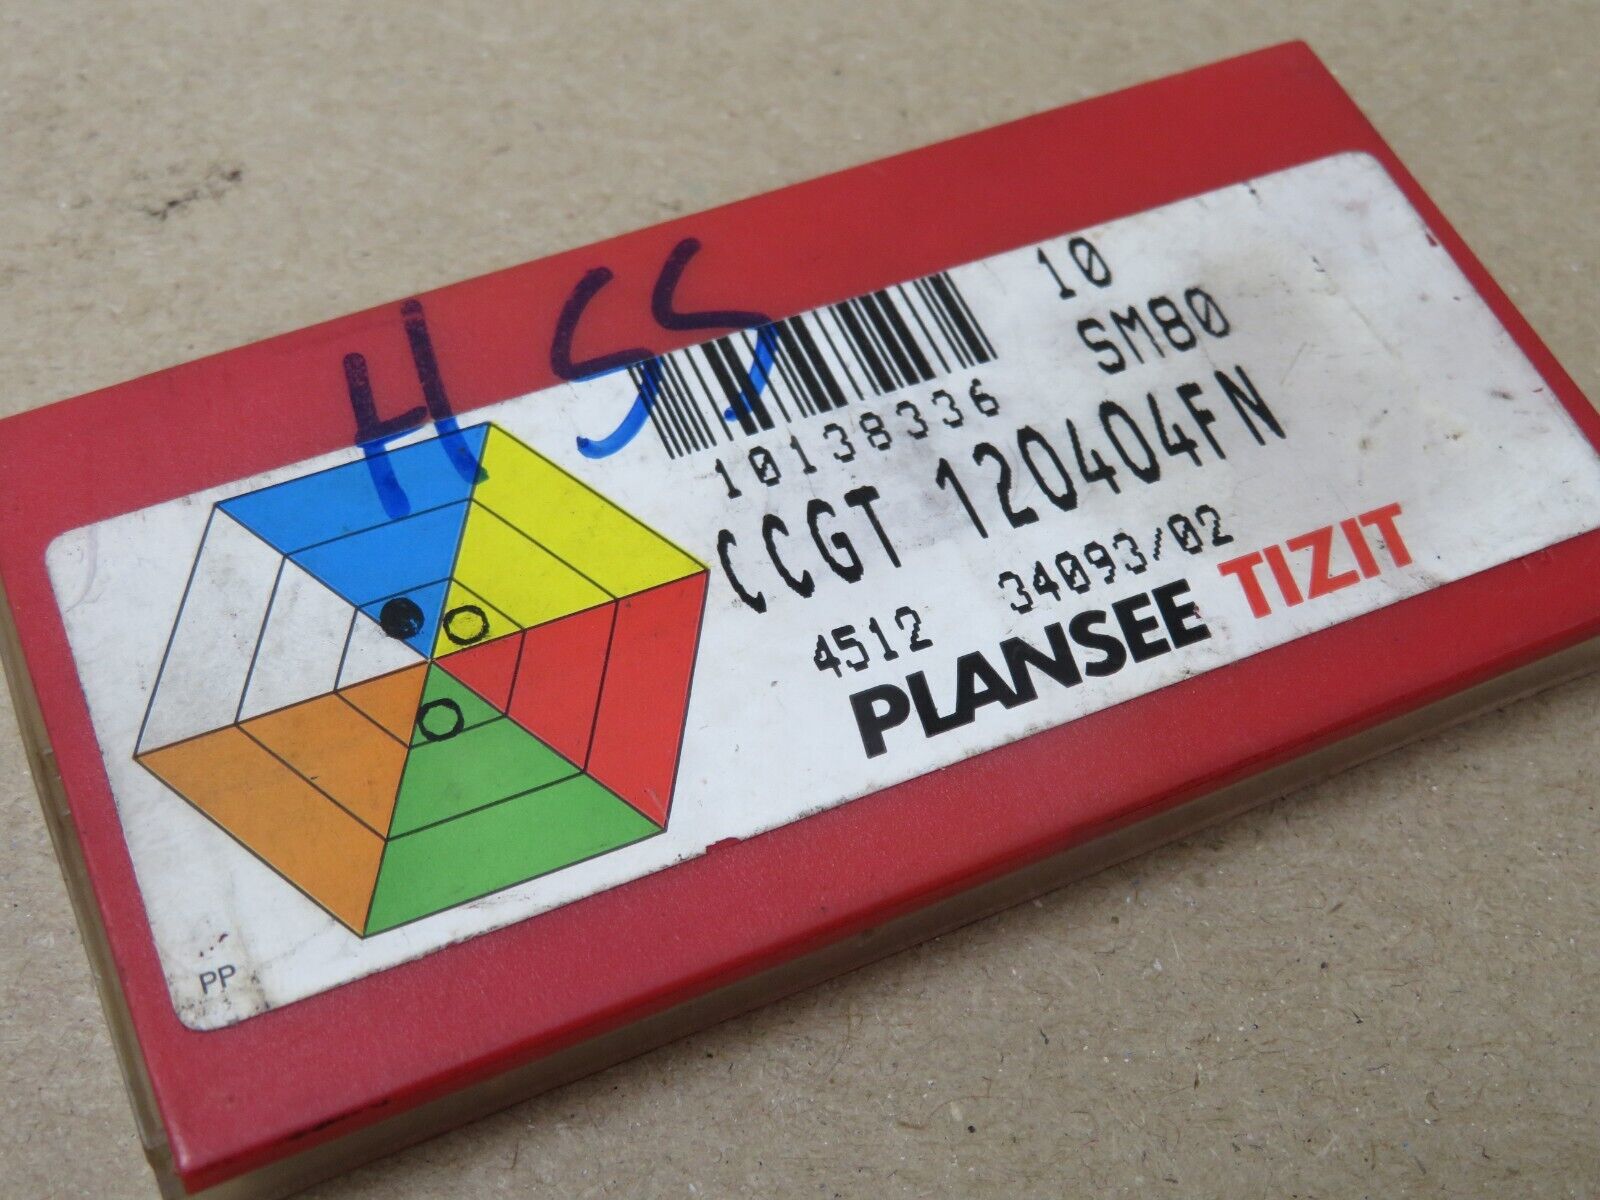 HSS
10
SM80
10138336
CCGT 120404FN
4512 34093/02
PLANSEE TIZIT
PP